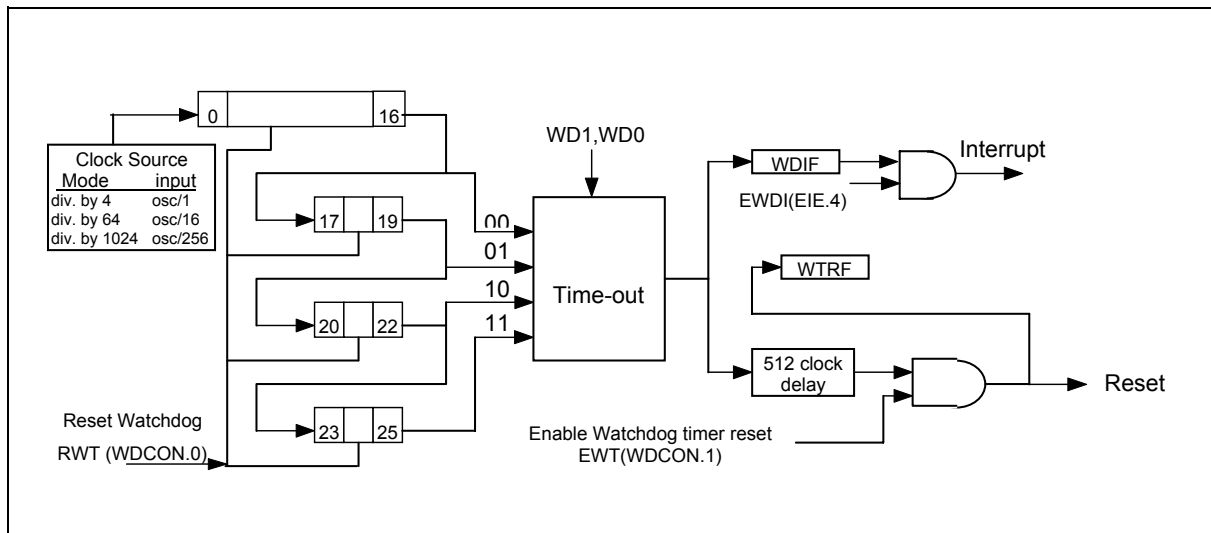 0 16
WD1,WD0
Clock Source
Mode input
div. by 4 osc/1
div. by 64 osc/16
div. by 1024 osc/256
WDIF
Interrupt
EWDI(EIE.4)
17 19
00
01
WTRF
Time-out
20 22
10
11
512 clock
delay
Reset
23 25
Reset Watchdog
RWT (WDCON.0)
Enable Watchdog timer reset
EWT(WDCON.1)